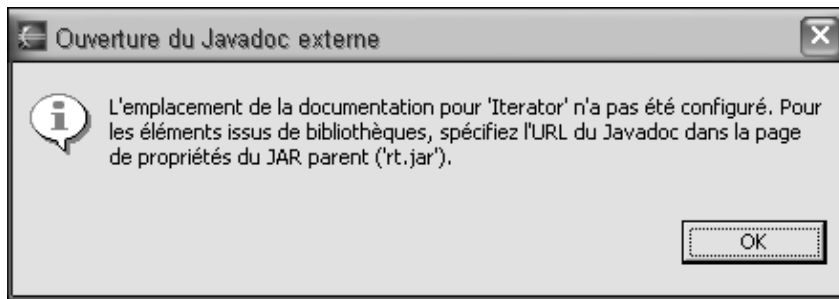 Ouverture du Javadoc externe
L'emplacement de la documentation pour 'Iterator' n'a pas été configuré. Pour
les éléments issus de bibliothèques, spécifiez l'URL du Javadoc dans la page
de propriétés du JAR parent ('rt.jar').
OK